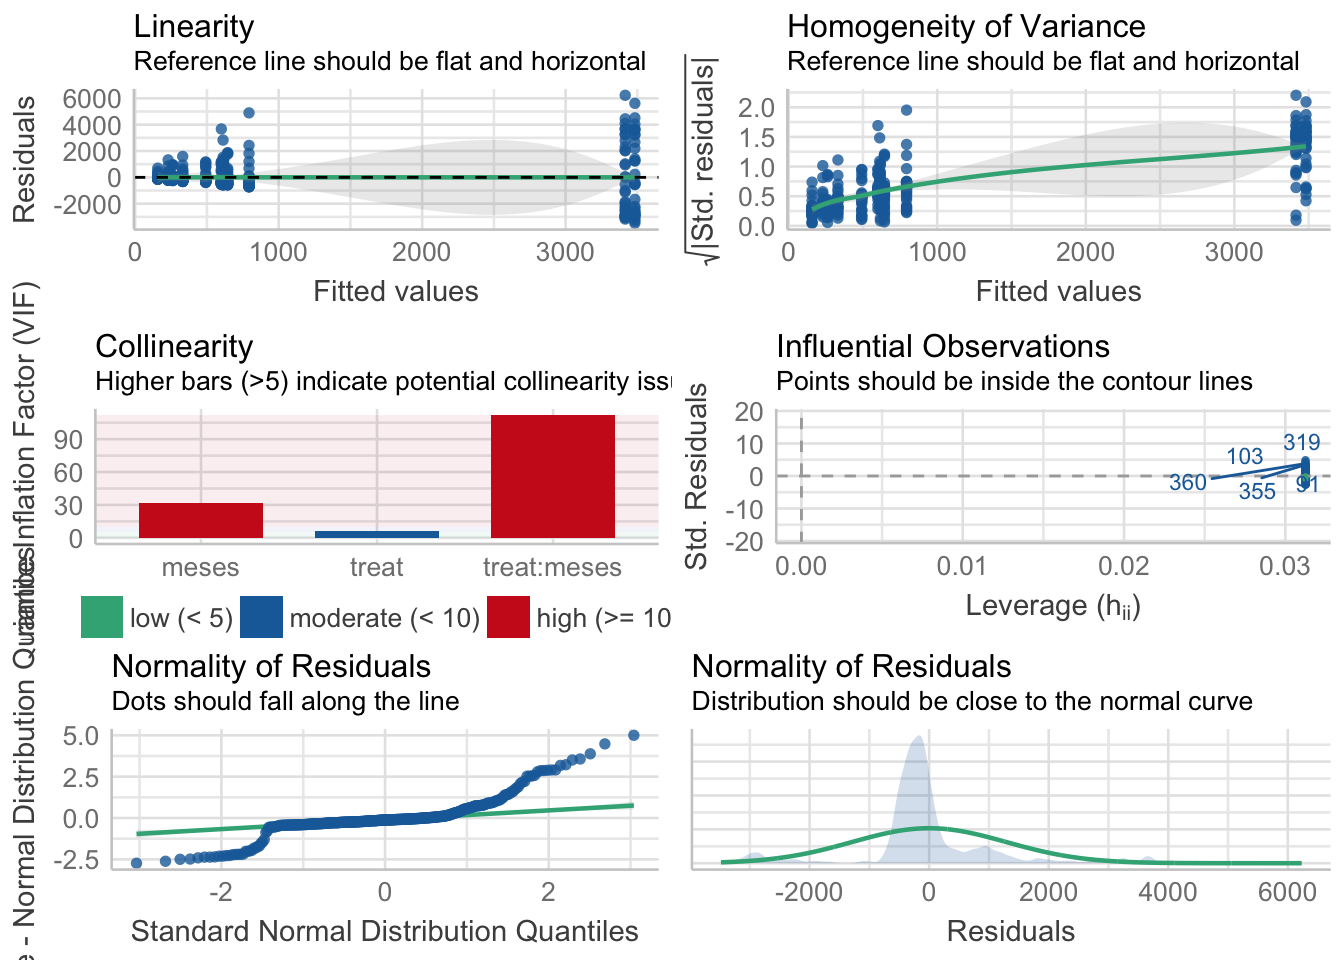 Linearity
Reference line should be flat and horizontal
Residuals
6000
4000
2000
0
-2000
0 1000 2000 3000
Fitted values
Homogeneity of Variance
Reference line should be flat and horizontal
√|Std. residuals|
2.0
1.5
1.0
0.5
0.0
0 1000 2000 3000
Fitted values
Collinearity
Higher bars (>5) indicate potential collinearity issu
Inflation Factor (VIF)
90
60
30
0
meses treat treat:meses
low (< 5) moderate (< 10) high (>= 10
Influential Observations
Points should be inside the contour lines
Std. Residuals
20
10
0
-10
-20
319
103
360
355
91
0.00 0.01 0.02 0.03
Leverage (hii)
Normality of Residuals
Dots should fall along the line
e - Normal Distribution Quantiles
5.0
2.5
0.0
-2.5
-2 0 2
Standard Normal Distribution Quantiles
Normality of Residuals
Distribution should be close to the normal curve
-2000 0 2000 4000 6000
Residuals